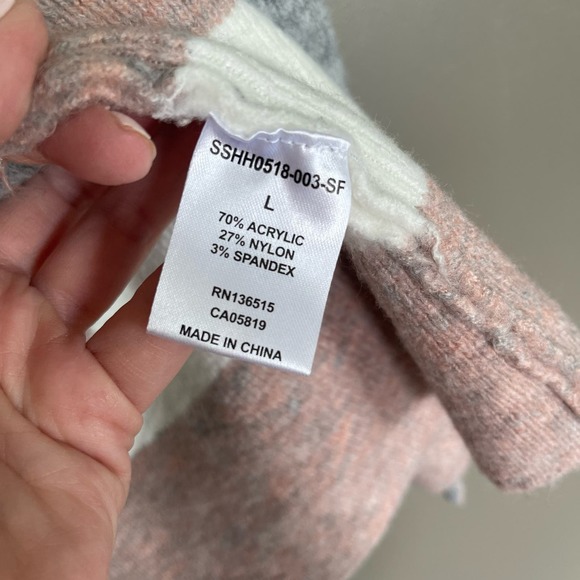 SSHH0518-003-SF
L
70% ACRYLIC
27% NYLON
3% SPANDEX
RN136515
CA05819
MADE IN CHINA